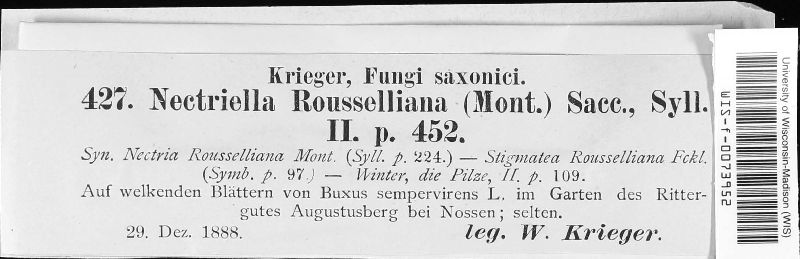 Krieger, Fungi saxonici.
427. Nectriella Rousselliana (Mont.) Sacc., Syll.
II. p. 452.
Syn. Nectria Rousselliana Mont. (Syll. p. 224.) — Stigmatea Rousselliana Fckl.
(Symb. p. 97.) — Winter, die Pilze, II. p. 109.
Auf welkenden Blättern von Buxus sempervirens L. im Garten des Ritter-
gutes Augustusberg bei Nossen; selten.
29. Dez. 1888. leg. W. Krieger.
University of Wisconsin-Madison (WIS)
WIS-f-0073952